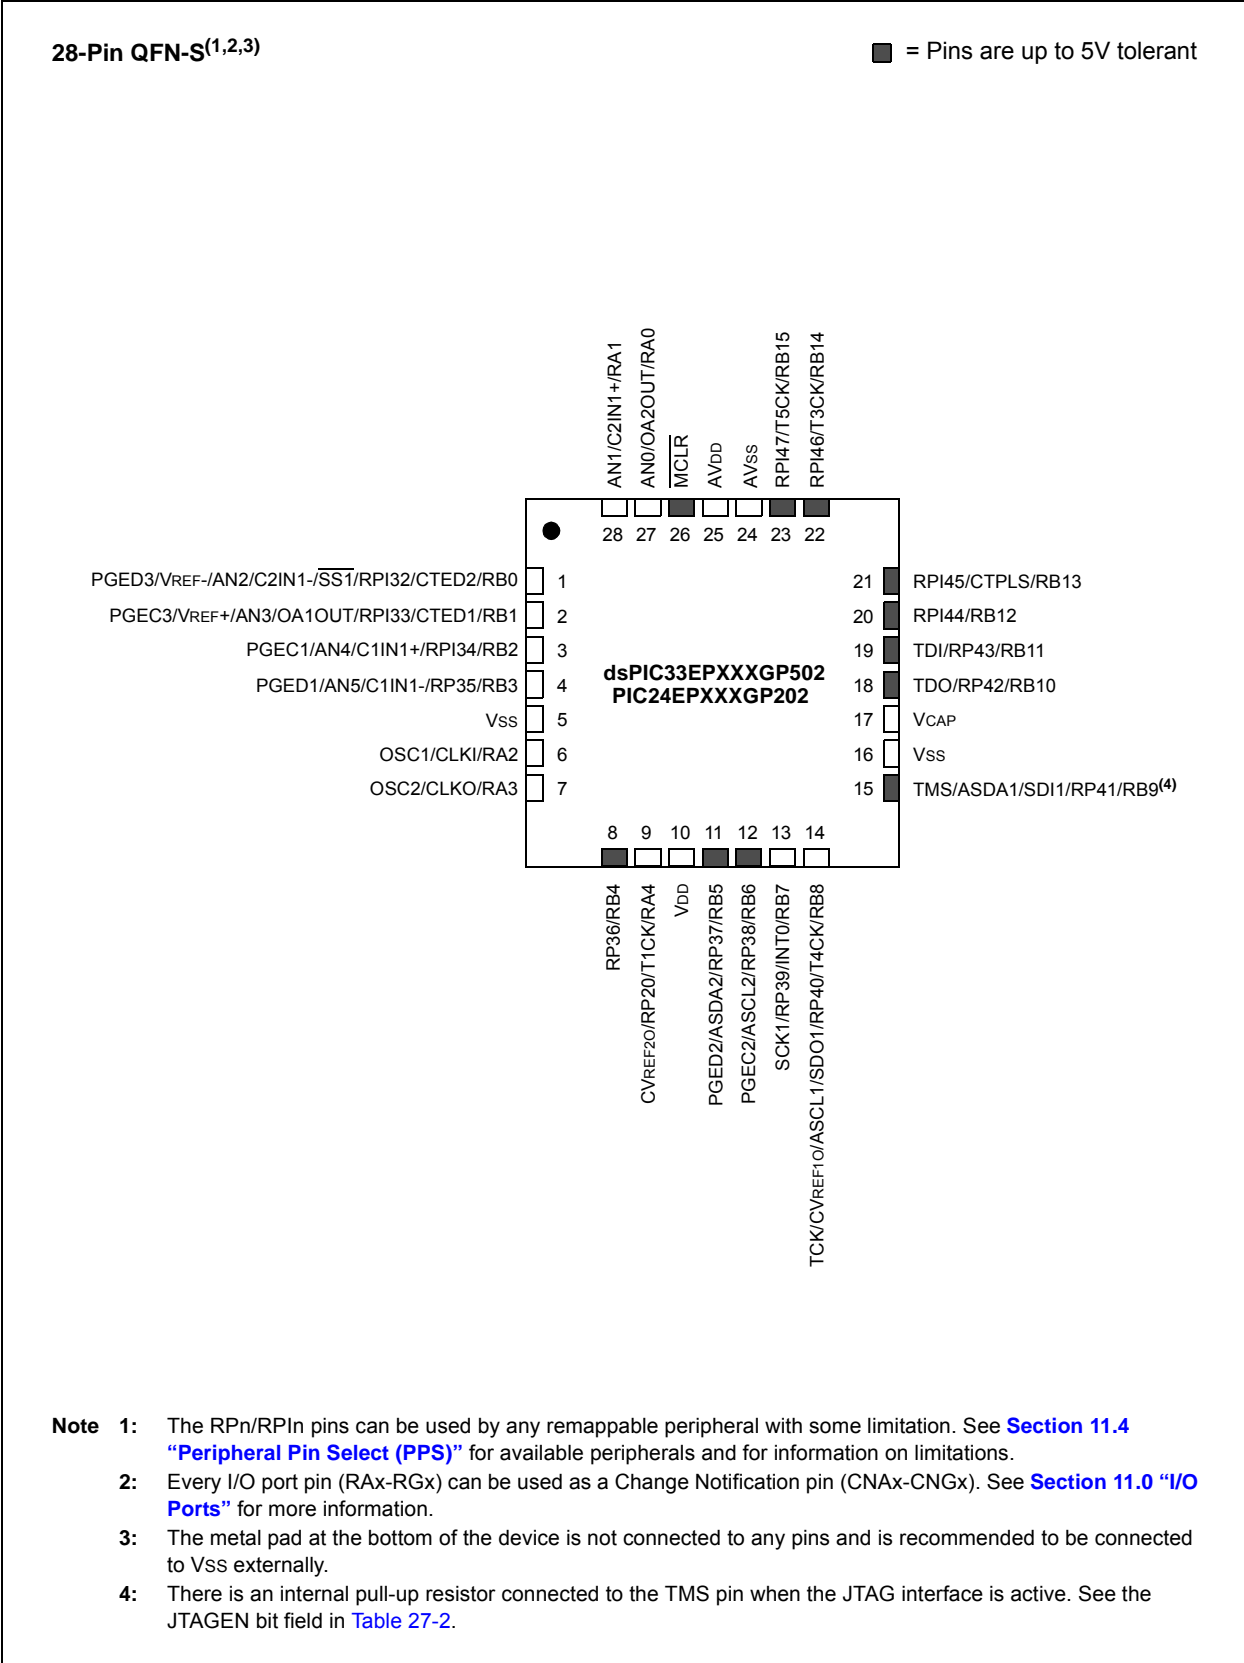 28-Pin QFN-S(1,2,3)
= Pins are up to 5V tolerant
AN1/C2IN1+/RA1
AN0/OA2OUT/RA0
MCLR
AVDD
AVSS
RPI47/T5CK/RB15
RPI46/T3CK/RB14
28 27 26 25 24 23 22
PGED3/VREF-/AN2/C2IN1-/SS1/RPI32/CTED2/RB0 1
PGEC3/VREF+/AN3/OA1OUT/RPI33/CTED1/RB1 2
PGEC1/AN4/C1IN1+/RPI34/RB2 3
PGED1/AN5/C1IN1-/RP35/RB3 4
VSS 5
OSC1/CLKI/RA2 6
OSC2/CLKO/RA3 7
dsPIC33EPXXXGP502
PIC24EPXXXGP202
21 RPI45/CTPLS/RB13
20 RPI44/RB12
19 TDI/RP43/RB11
18 TDO/RP42/RB10
17 VCAP
16 VSS
15 TMS/ASDA1/SDI1/RP41/RB9(4)
8 9 10 11 12 13 14
RP36/RB4
CVREF2O/RP20/T1CK/RA4
VDD
PGED2/ASDA2/RP37/RB5
PGEC2/ASCL2/RP38/RB6
SCK1/RP39/INT0/RB7
TCK/CVREF1O/ASCL1/SDO1/RP40/T4CK/RB8
Note 1: The RPn/RPIn pins can be used by any remappable peripheral with some limitation. See Section 11.4
“Peripheral Pin Select (PPS)” for available peripherals and for information on limitations.
2: Every I/O port pin (RAx-RGx) can be used as a Change Notification pin (CNAx-CNGx). See Section 11.0 “I/O
Ports” for more information.
3: The metal pad at the bottom of the device is not connected to any pins and is recommended to be connected
to VSS externally.
4: There is an internal pull-up resistor connected to the TMS pin when the JTAG interface is active. See the
JTAGEN bit field in Table 27-2.